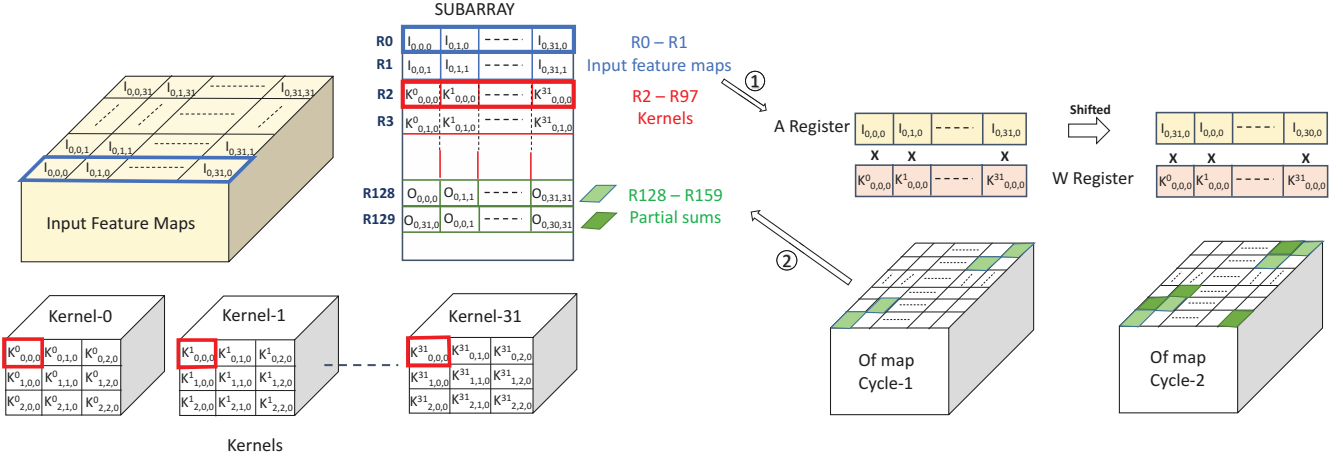 SUBARRAY
R0 I0,0,0 I0,1,0 ----- I0,31,0
R1 I0,0,1 I0,1,1 ----- I0,31,1
R2 K⁰0,0,0 K¹0,0,0 ----- K³¹0,0,0
R3 K⁰0,1,0 K¹0,1,0 ----- K³¹0,1,0
R128 O0,0,0 O0,1,1 ----- O0,31,31
R129 O0,31,0 O0,0,1 ----- O0,30,31
R0 – R1
Input feature maps
R2 – R97
Kernels
R128 – R159
Partial sums
1
2
I0,0,31 I0,1,31 I0,31,31
I0,0,1 I0,1,1 I0,31,1
I0,0,0 I0,1,0 I0,31,0
Input Feature Maps
A Register
I0,0,0 I0,1,0 ----- I0,31,0
X X X
K⁰0,0,0 K¹0,0,0 ----- K³¹0,0,0
Shifted
W Register
I0,31,0 I0,0,0 ----- I0,30,0
X X X
K⁰0,0,0 K¹0,0,0 ----- K³¹0,0,0
Of map
Cycle-1
Of map
Cycle-2
Kernel-0
K⁰0,0,0 K⁰0,1,0 K⁰0,2,0
K⁰1,0,0 K⁰1,1,0 K⁰1,2,0
K⁰2,0,0 K⁰2,1,0 K⁰2,2,0
Kernel-1
K¹0,0,0 K¹0,1,0 K¹0,2,0
K¹1,0,0 K¹1,1,0 K¹1,2,0
K¹2,0,0 K¹2,1,0 K¹2,2,0
Kernel-31
K³¹0,0,0 K³¹0,1,0 K³¹0,2,0
K³¹1,0,0 K³¹1,1,0 K³¹1,2,0
K³¹2,0,0 K³¹2,1,0 K³¹2,2,0
Kernels